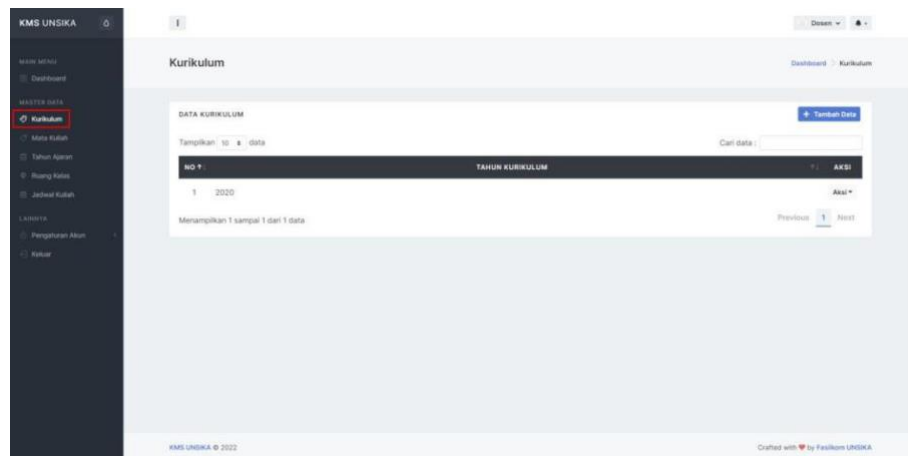 KMS UNSIKA
Dosen
MAIN MENU
Dashboard
MASTER DATA
Kurikulum
Mata Kuliah
Tahun Ajaran
Ruang Kelas
Jadwal Kuliah
LAINNYA
Pengaturan Akun
Keluar
Kurikulum
Dashboard > Kurikulum
DATA KURIKULUM
+ Tambah Data
Tampilkan 10 data
Cari data :
NO TAHUN KURIKULUM AKSI
1 2020 Aksi
Menampilkan 1 sampai 1 dari 1 data
Previous 1 Next
KMS UNSIKA © 2022
Crafted with ❤ by Fasilkom UNSIKA